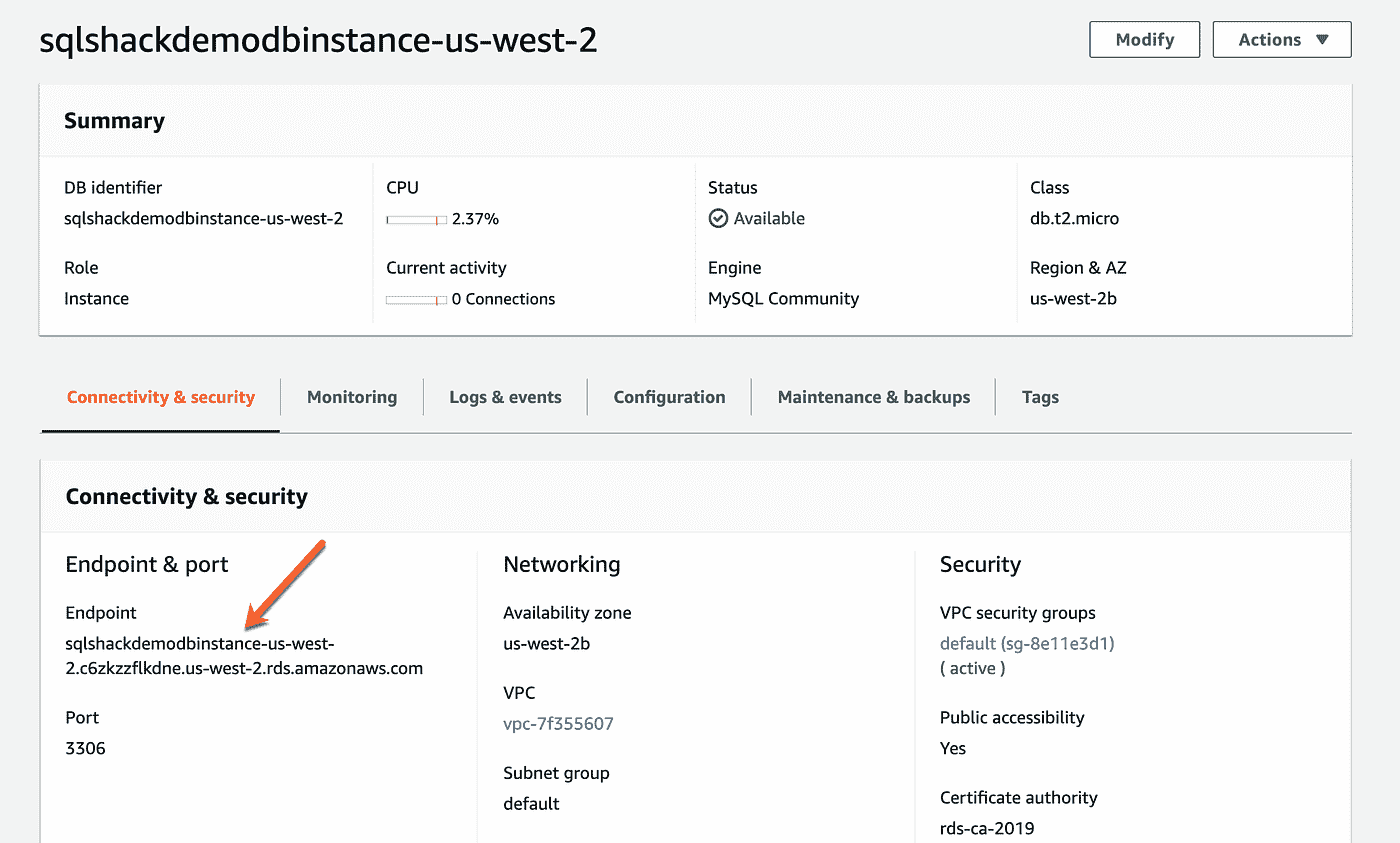 sqlshackdemodbinstance-us-west-2
Modify
Actions
Summary
DB identifier
sqlshackdemodbinstance-us-west-2
CPU
2.37%
Status
Available
Class
db.t2.micro
Role
Instance
Current activity
0 Connections
Engine
MySQL Community
Region & AZ
us-west-2b
Connectivity & security
Monitoring
Logs & events
Configuration
Maintenance & backups
Tags
Connectivity & security
Endpoint & port
Endpoint
sqlshackdemodbinstance-us-west-
2.c6zkzzflkdne.us-west-2.rds.amazonaws.com
Port
3306
Networking
Availability zone
us-west-2b
VPC
vpc-7f355607
Subnet group
default
Security
VPC security groups
default (sg-8e11e3d1)
( active )
Public accessibility
Yes
Certificate authority
rds-ca-2019